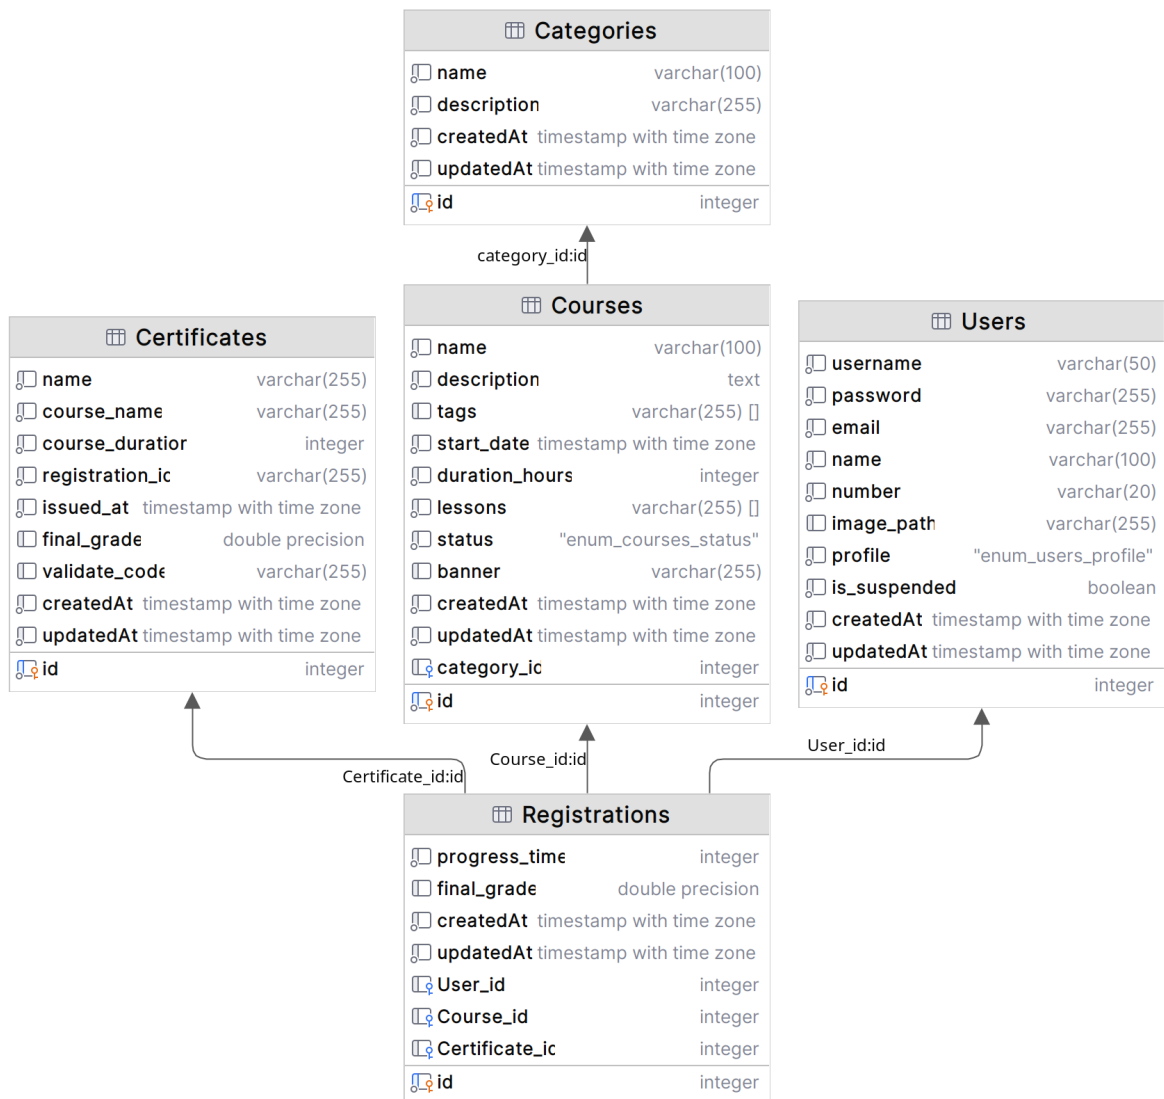 Categories
name varchar(100)
description varchar(255)
createdAt timestamp with time zone
updatedAt timestamp with time zone
id integer
category_id:id
Certificates
name varchar(255)
course_name varchar(255)
course_duration integer
registration_id varchar(255)
issued_at timestamp with time zone
final_grade double precision
validate_code varchar(255)
createdAt timestamp with time zone
updatedAt timestamp with time zone
id integer
Courses
name varchar(100)
description text
tags varchar(255) []
start_date timestamp with time zone
duration_hours integer
lessons varchar(255) []
status "enum_courses_status"
banner varchar(255)
createdAt timestamp with time zone
updatedAt timestamp with time zone
category_id integer
id integer
Users
username varchar(50)
password varchar(255)
email varchar(255)
name varchar(100)
number varchar(20)
image_path varchar(255)
profile "enum_users_profile"
is_suspended boolean
createdAt timestamp with time zone
updatedAt timestamp with time zone
id integer
Certificate_id:id
Course_id:id
User_id:id
Registrations
progress_time integer
final_grade double precision
createdAt timestamp with time zone
updatedAt timestamp with time zone
User_id integer
Course_id integer
Certificate_id integer
id integer